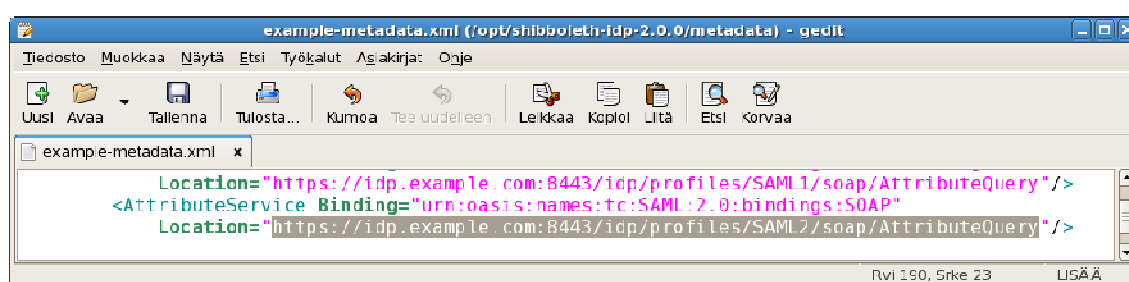 example-metadata.xml (/opt/shibboleth-idp-2.0.0/metadata) - gedit
Tiedosto Muokkaa Näytä Etsi Työkalut Asiakirjat Ohje
Uusi Avaa Tallenna Tulosta... Kumoa Tee uudelleen Leikkaa Kopioi Liitä Etsi Korvaa
example-metadata.xml x
Location="https://idp.example.com:8443/idp/profiles/SAML1/soap/AttributeQuery"/>
<AttributeService Binding="urn:oasis:names:tc:SAML:2.0:bindings:SOAP"
Location="https://idp.example.com:8443/idp/profiles/SAML2/soap/AttributeQuery"/>
Rvi 190, Srke 23 LISÄÄ